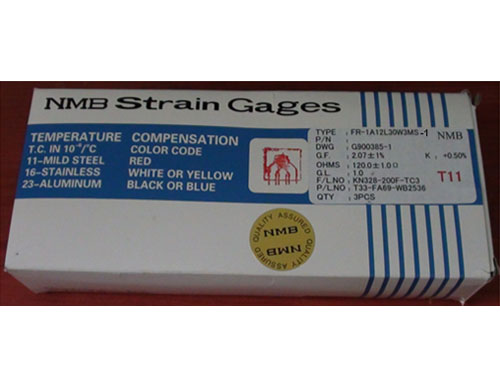 NMB Strain Gages
TEMPERATURE COMPENSATION
T.C. IN 10⁻⁶/°C COLOR CODE
11-MILD STEEL RED
16-STAINLESS WHITE OR YELLOW
23-ALUMINUM BLACK OR BLUE
TYPE : FR-1A12L30W3MS-1 NMB
P/N :
DWG : G800385-1
G.F. : 2.07±1% K : +0.50%
OHMS : 120.0±1.0Ω
G.L. : 1.0
F/L.NO : KN328-200F-TC3
P/L.NO : T33-FA69-WB2536
QTY : 3PCS
T11
QUALITY ASSURED
NMB
NMB
QUALITY ASSURED